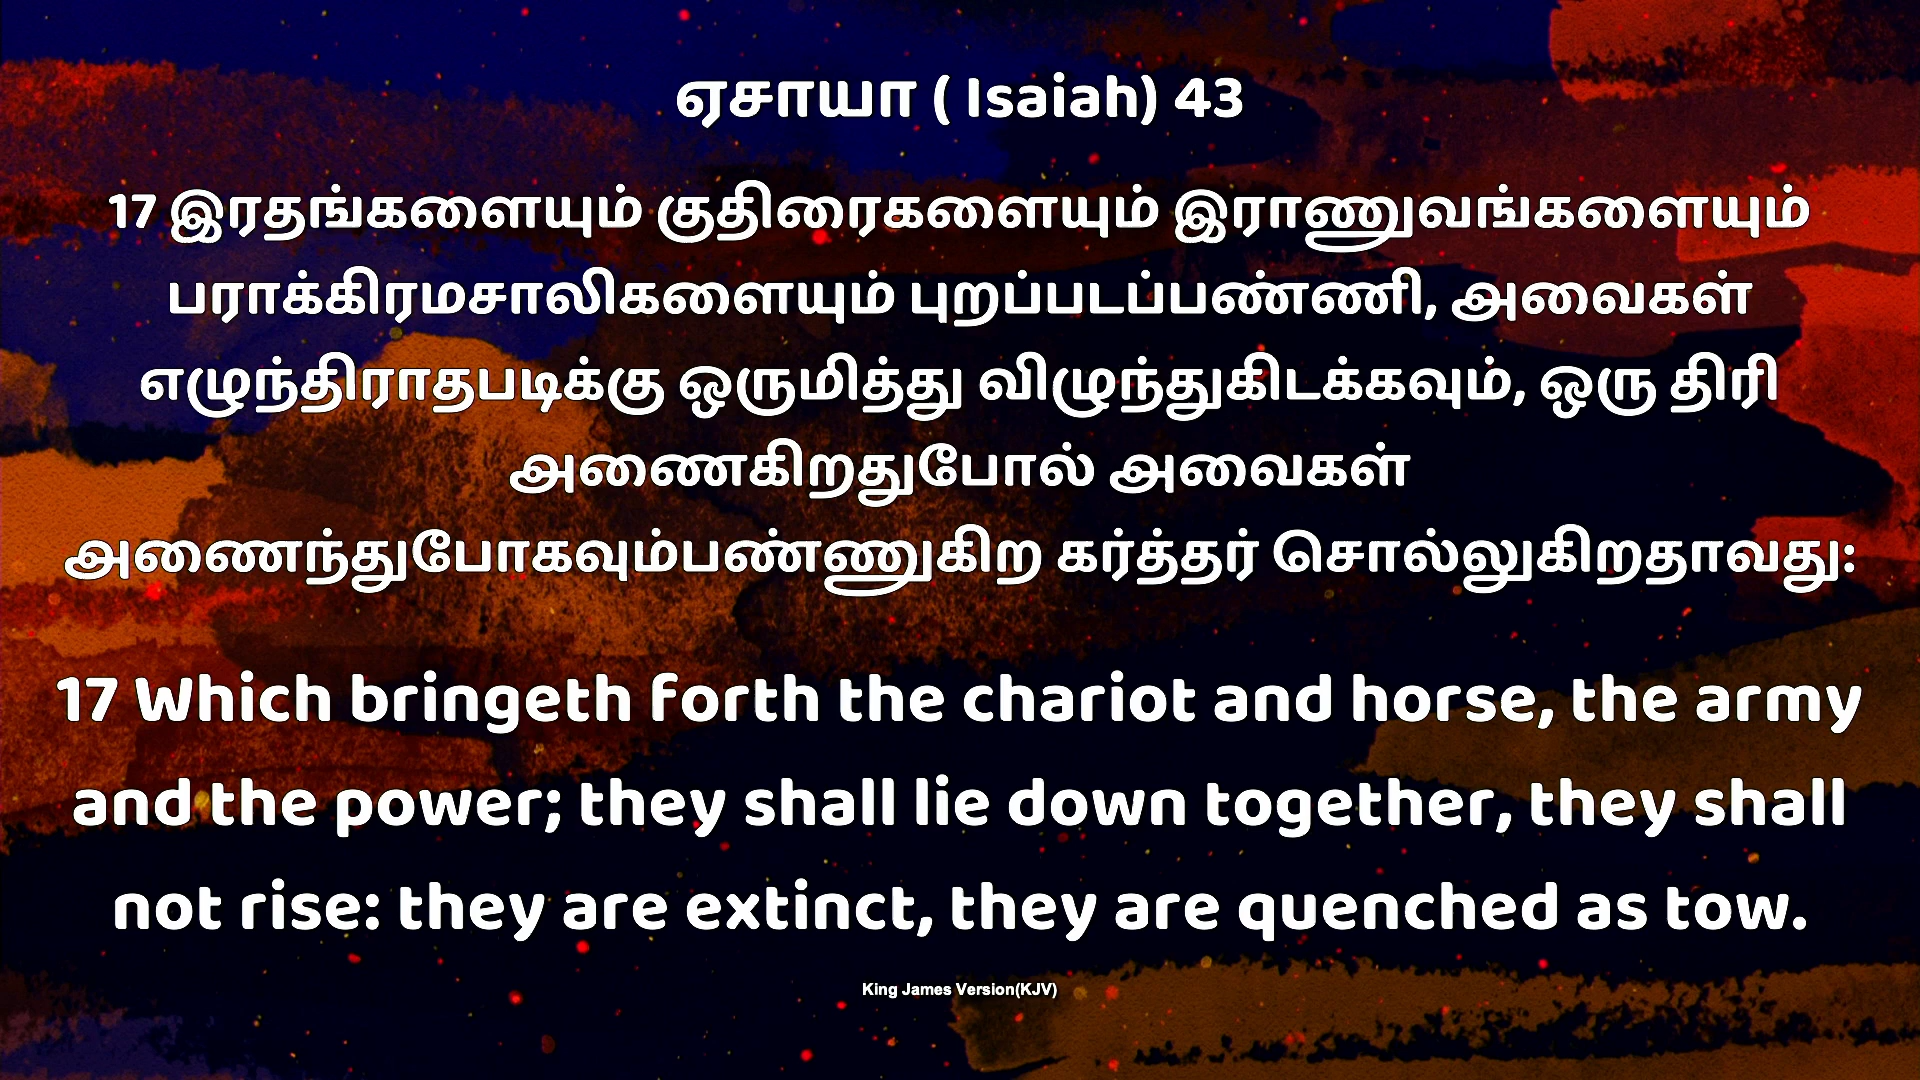 ஏசாயா ( Isaiah) 43
17 இரதங்களையும் குதிரைகளையும் இராணுவங்களையும்
பராக்கிரமசாலிகளையும் புறப்படப்பண்ணி, அவைகள்
எழுந்திராதபடிக்கு ஒருமித்து விழுந்துகிடக்கவும், ஒரு திரி
அணைகிறதுபோல் அவைகள்
அணைந்துபோகவும்பண்ணுகிற கர்த்தர் சொல்லுகிறதாவது:
17 Which bringeth forth the chariot and horse, the army
and the power; they shall lie down together, they shall
not rise: they are extinct, they are quenched as tow.
King James Version(KJV)